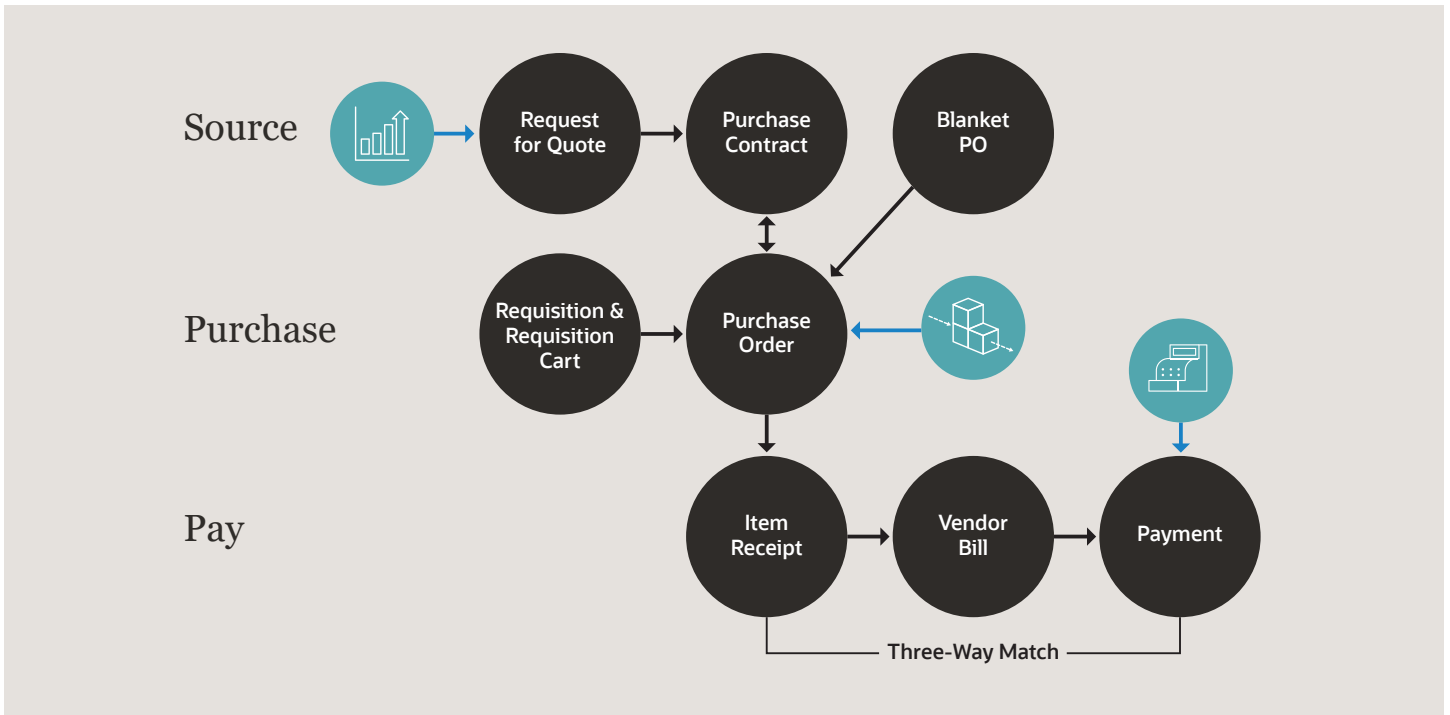 Source
Request
for Quote
Purchase
Contract
Blanket
PO
Purchase
Requisition &
Requisition
Cart
Purchase
Order
Pay
Item
Receipt
Vendor
Bill
Payment
Three-Way Match